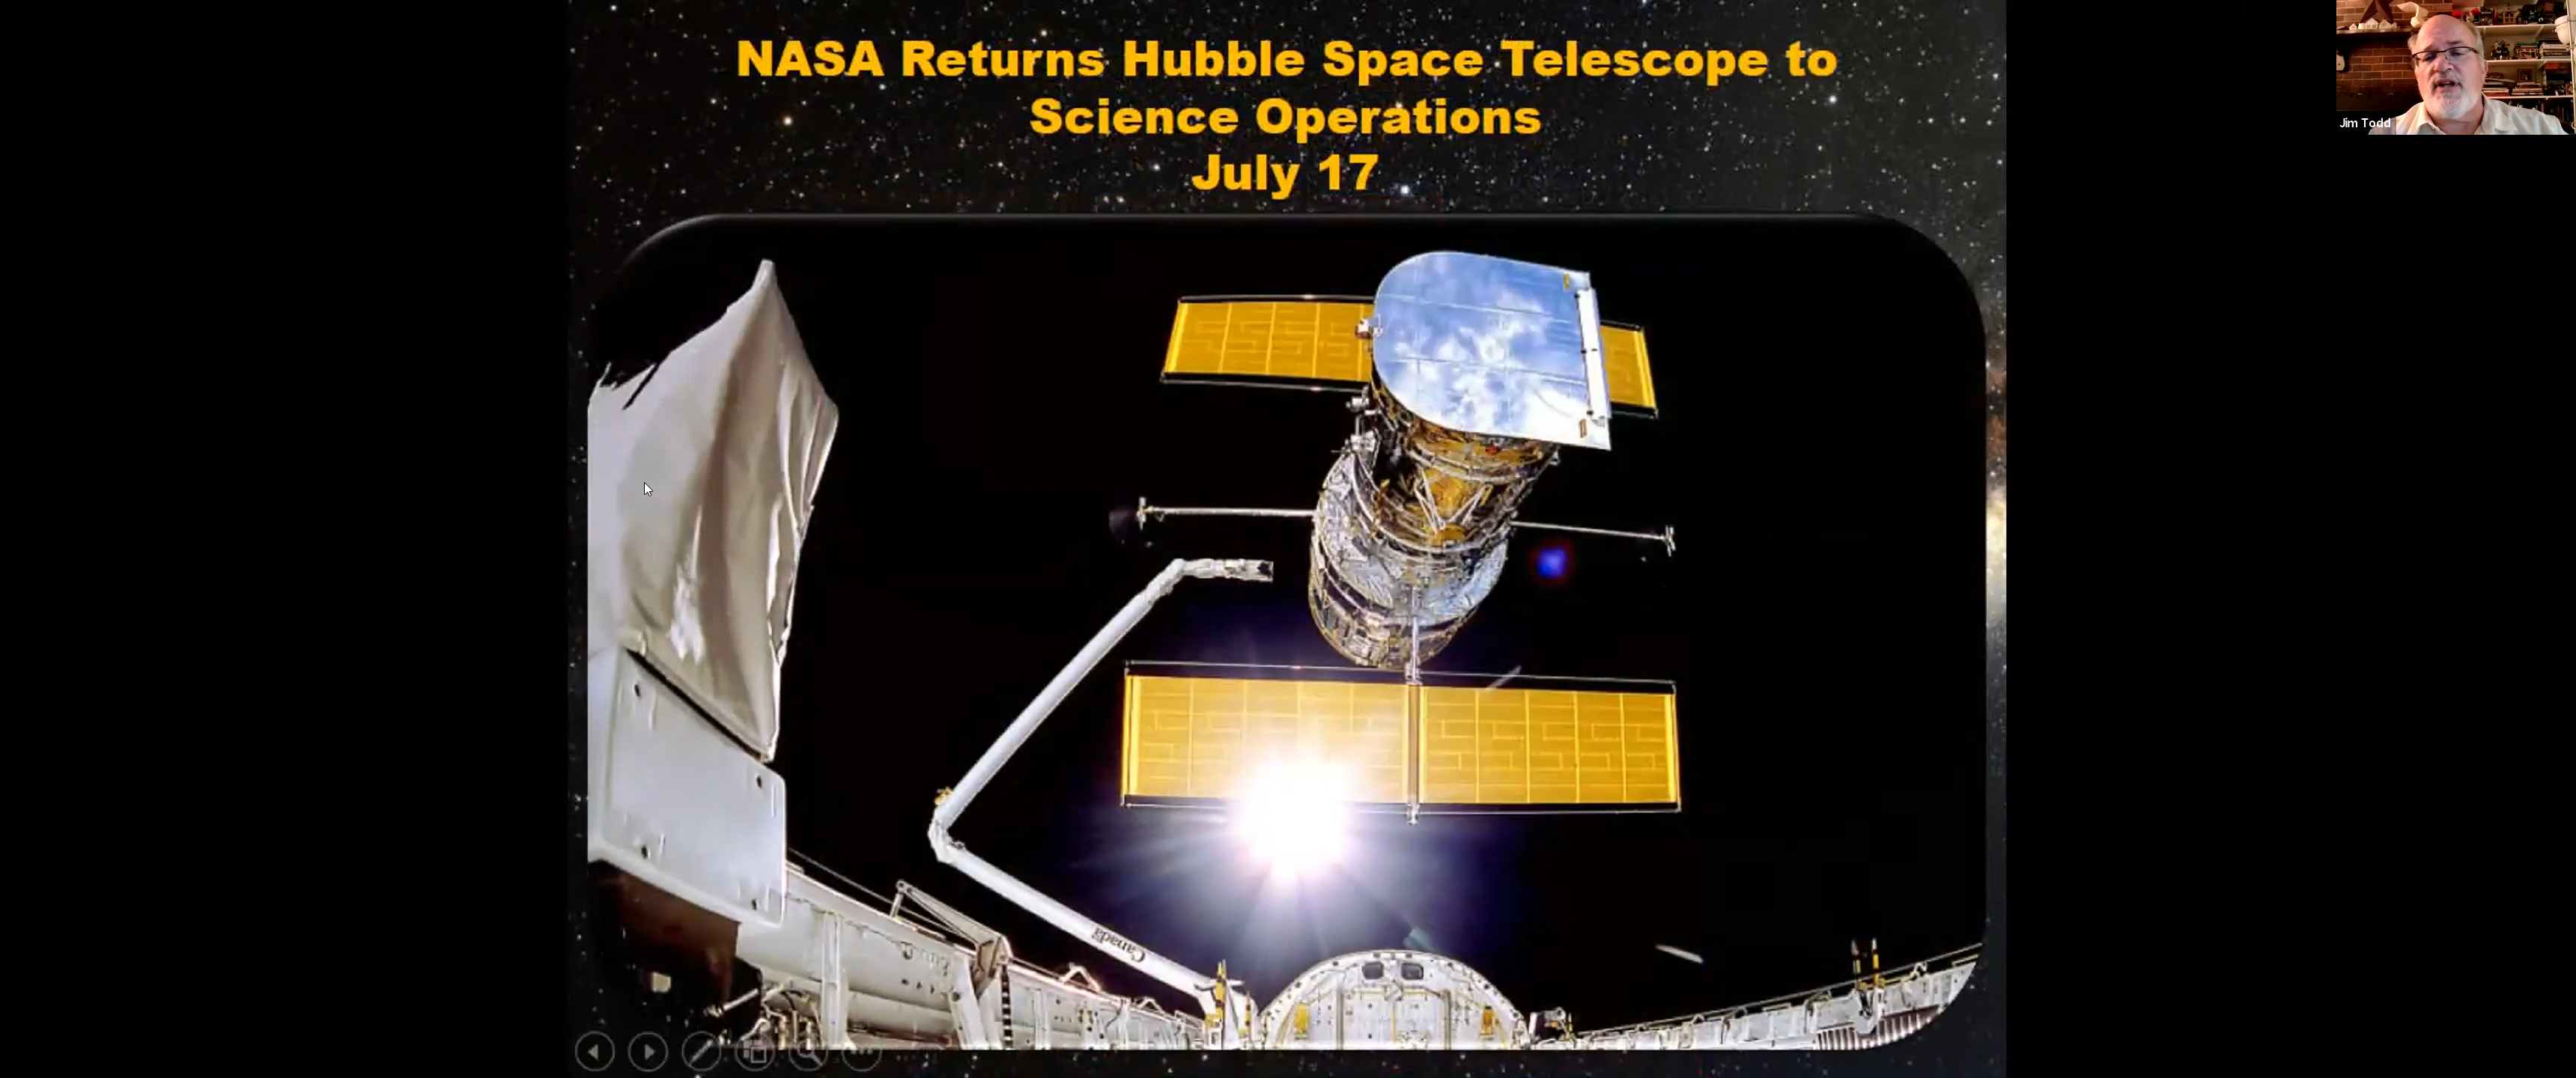 NASA Returns Hubble Space Telescope to
Science Operations
July 17
Jim Todd
Canada